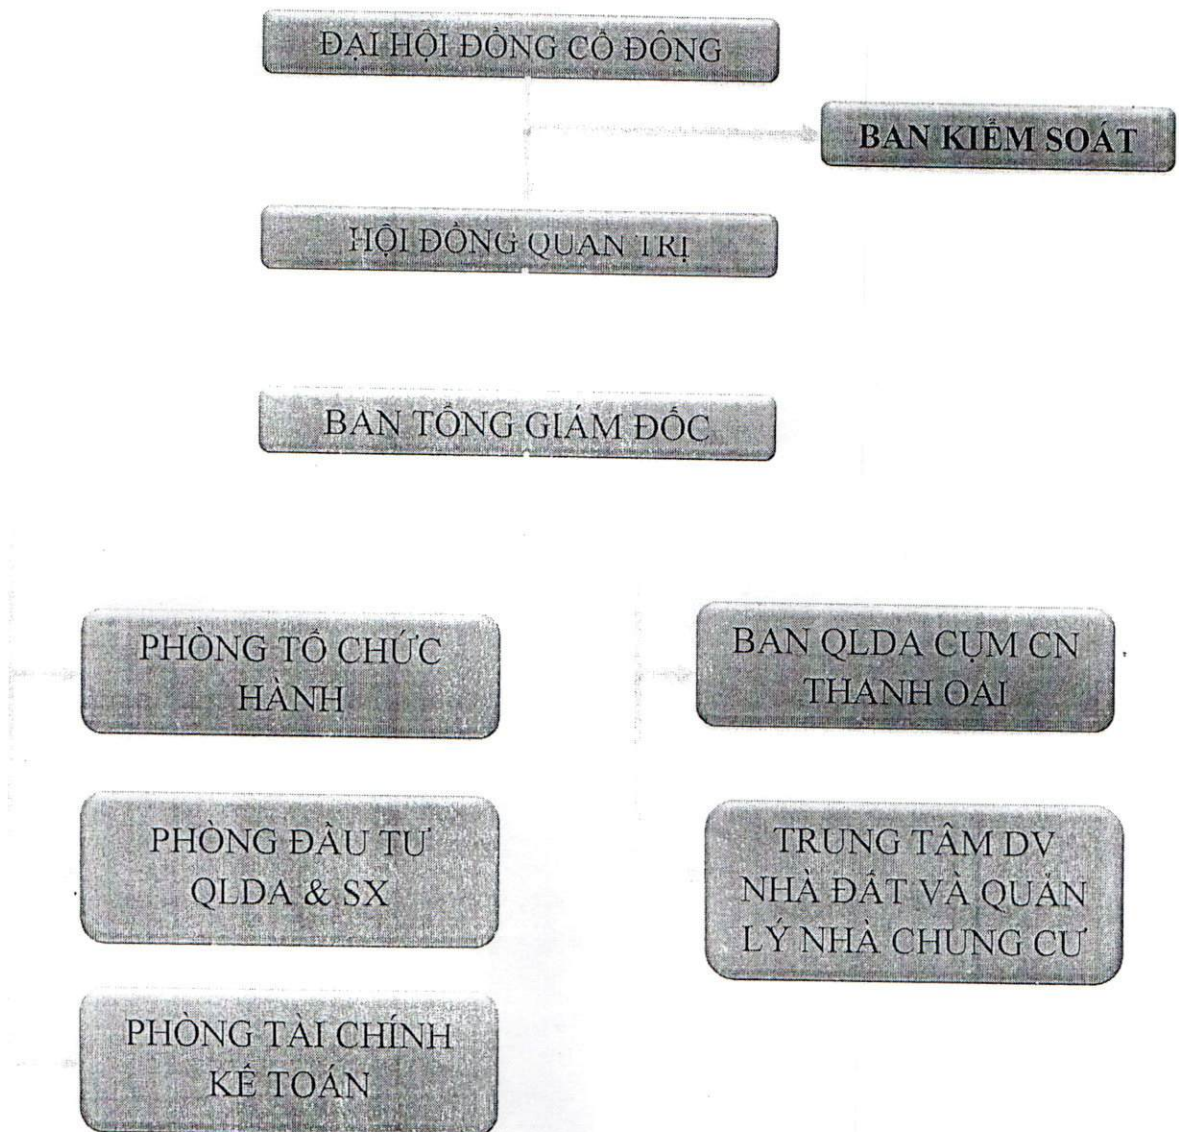 ĐẠI HỘI ĐỒNG CỔ ĐÔNG
BAN KIỂM SOÁT
HỘI ĐỒNG QUẢN TRỊ
BAN TỔNG GIÁM ĐỐC
PHÒNG TỔ CHỨC
HÀNH
PHÒNG ĐẦU TƯ
QLDA & SX
PHÒNG TÀI CHÍNH
KẾ TOÁN
BAN QLDA CỤM CN
THANH OAI
TRUNG TÂM DV
NHÀ ĐẤT VÀ QUẢN
LÝ NHÀ CHUNG CƯ